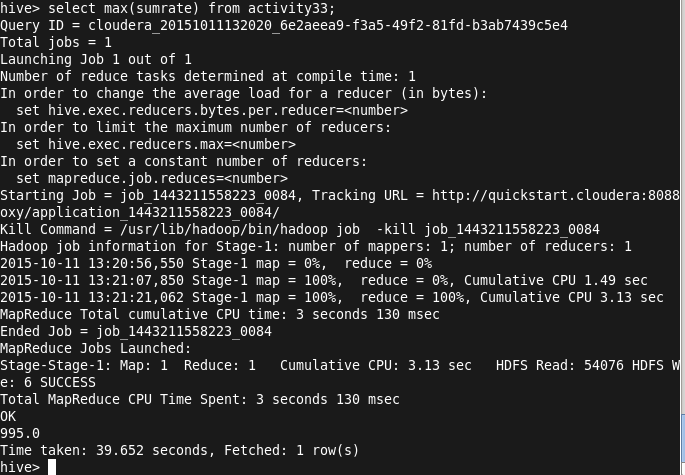 hive> select max(sumrate) from activity33;
Query ID = cloudera_20151011132020_6e2aeea9-f3a5-49f2-81fd-b3ab7439c5e4
Total jobs = 1
Launching Job 1 out of 1
Number of reduce tasks determined at compile time: 1
In order to change the average load for a reducer (in bytes):
  set hive.exec.reducers.bytes.per.reducer=<number>
In order to limit the maximum number of reducers:
  set hive.exec.reducers.max=<number>
In order to set a constant number of reducers:
  set mapreduce.job.reduces=<number>
Starting Job = job_1443211558223_0084, Tracking URL = http://quickstart.cloudera:8088
oxy/application_1443211558223_0084/
Kill Command = /usr/lib/hadoop/bin/hadoop job  -kill job_1443211558223_0084
Hadoop job information for Stage-1: number of mappers: 1; number of reducers: 1
2015-10-11 13:20:56,550 Stage-1 map = 0%,  reduce = 0%
2015-10-11 13:21:07,850 Stage-1 map = 100%,  reduce = 0%, Cumulative CPU 1.49 sec
2015-10-11 13:21:21,062 Stage-1 map = 100%,  reduce = 100%, Cumulative CPU 3.13 sec
MapReduce Total cumulative CPU time: 3 seconds 130 msec
Ended Job = job_1443211558223_0084
MapReduce Jobs Launched:
Stage-Stage-1: Map: 1  Reduce: 1   Cumulative CPU: 3.13 sec   HDFS Read: 54076 HDFS W
e: 6 SUCCESS
Total MapReduce CPU Time Spent: 3 seconds 130 msec
OK
995.0
Time taken: 39.652 seconds, Fetched: 1 row(s)
hive>